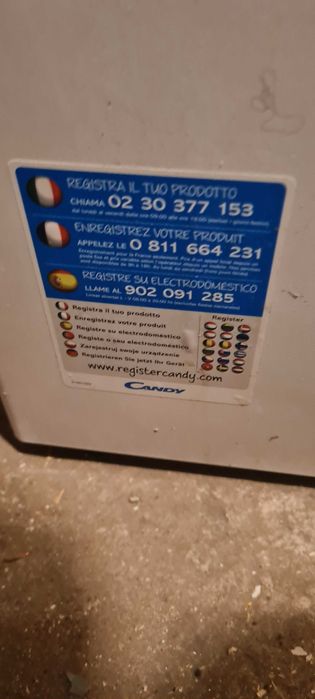 REGISTRA IL TUO PRODOTTO
CHIAMA 02 30 377 153
ENREGISTREZ VOTRE PRODUIT
APPELEZ LE 0 811 664 231
REGISTRE SU ELECTRODOMÉSTICO
LLAME AL 902 091 285
Registra il tuo prodotto
Enregistrez votre produit
Registre su electrodoméstico
Registe o seu electrodoméstico
Zarejestruj swoje urządzenie
Registrieren Sie jetzt Ihr Gerät
Register
www.registercandy.com
CANDY